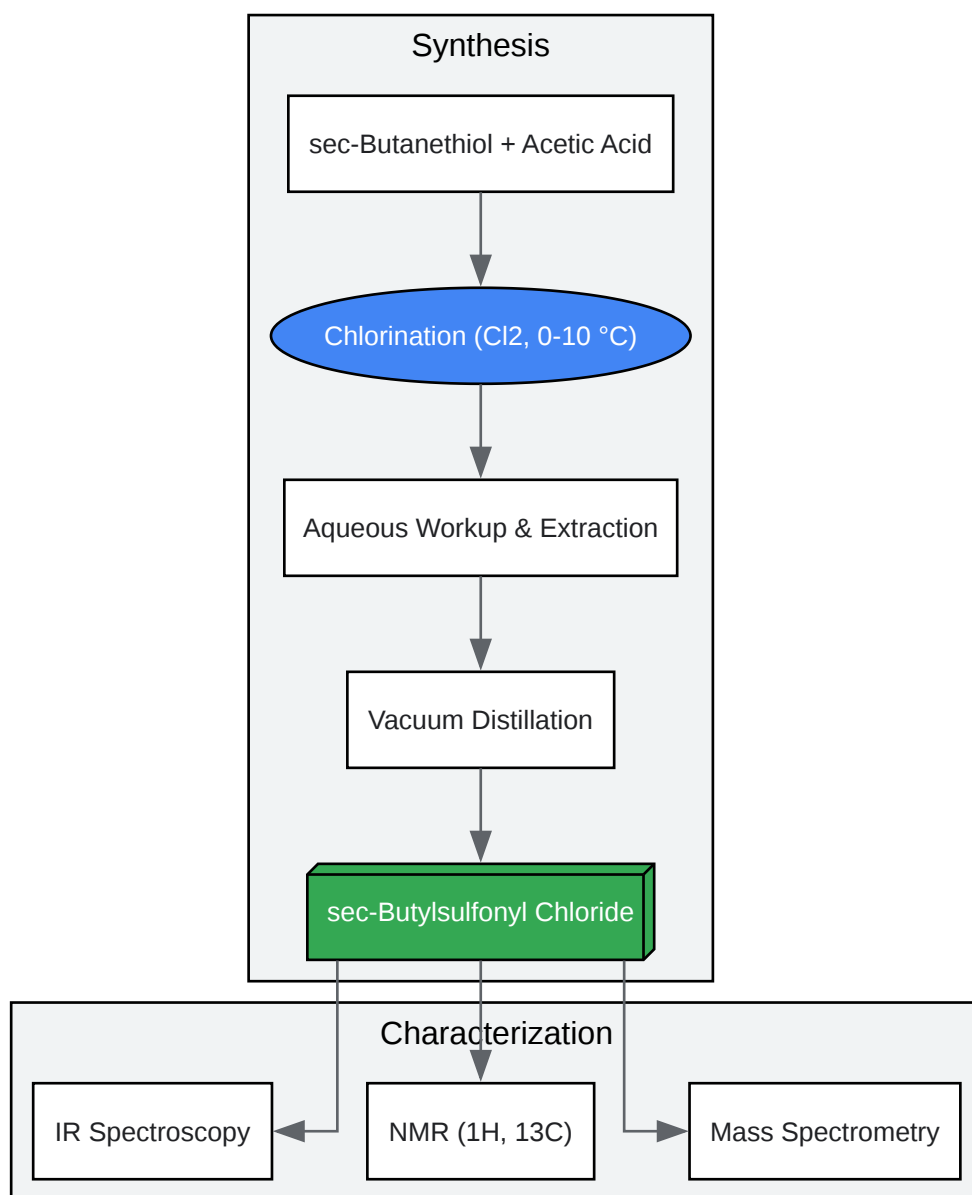 Synthesis
sec-Butanethiol + Acetic Acid
Chlorination (Cl2, 0-10 °C)
Aqueous Workup & Extraction
Vacuum Distillation
sec-Butylsulfonyl Chloride
Characterization
IR Spectroscopy
NMR (1H, 13C)
Mass Spectrometry